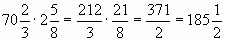 70 2/3 · 2 5/8 = 212/3 · 21/8 = 371/2 = 185 1/2